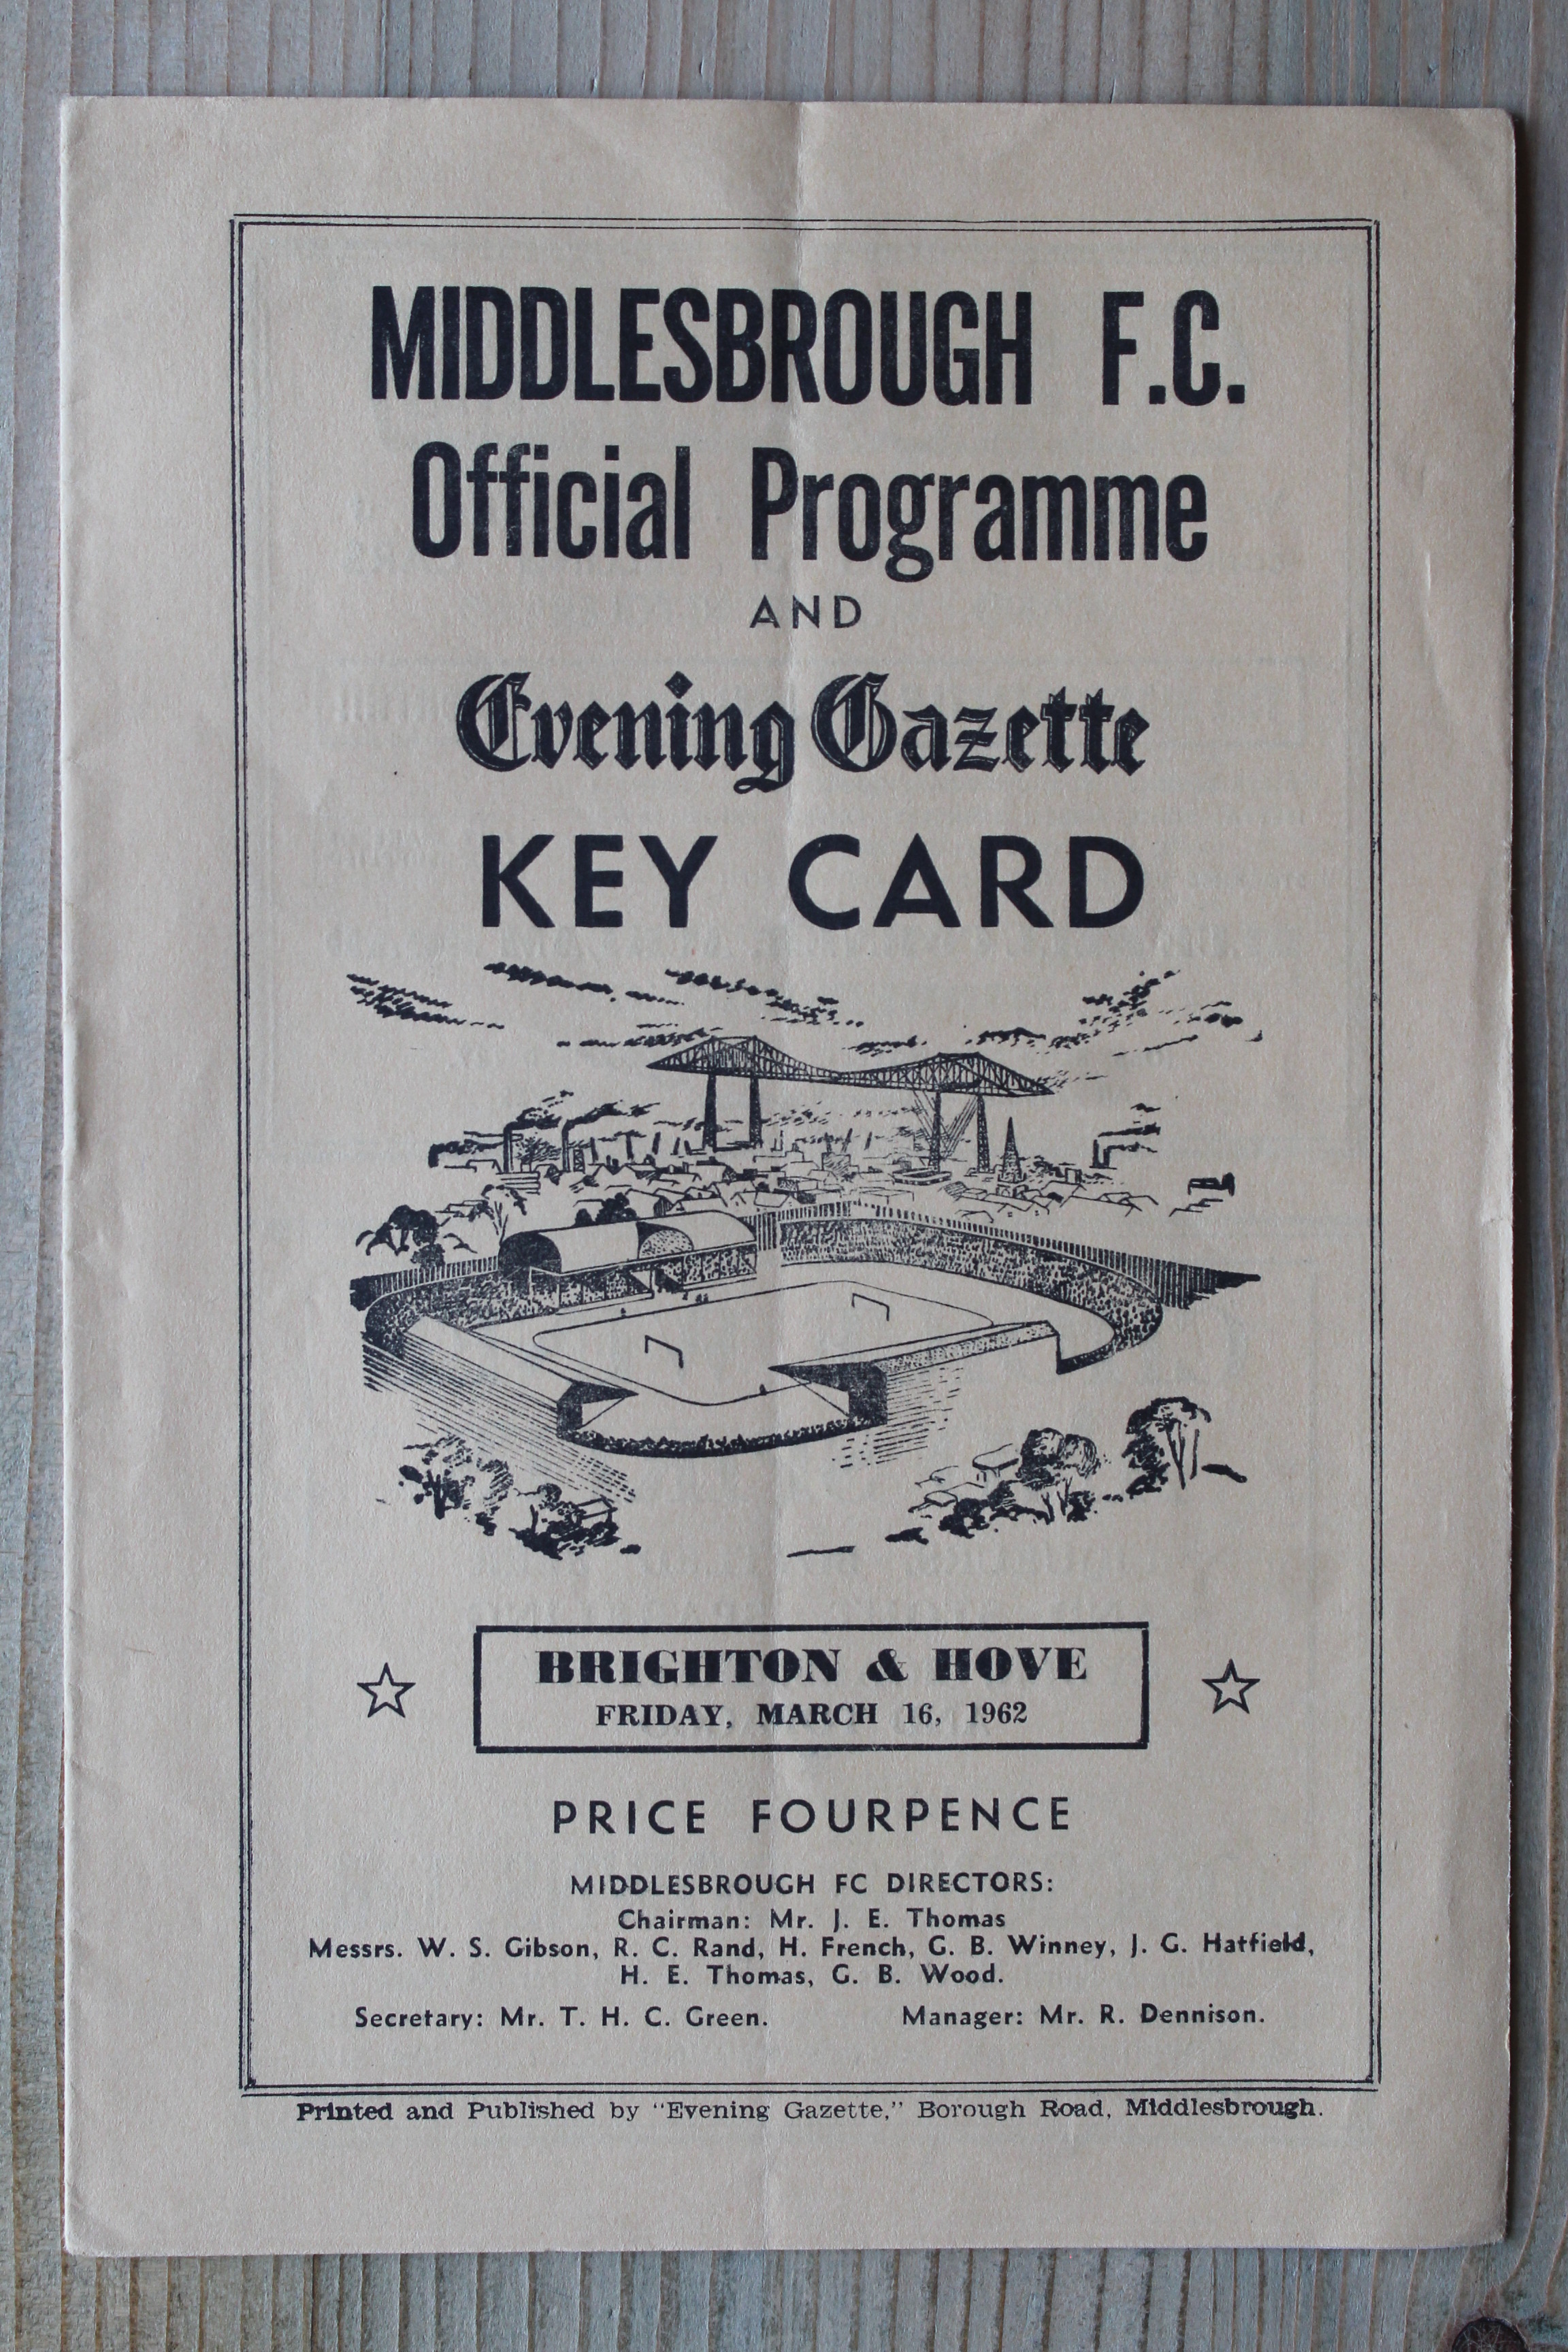 MIDDLESBROUGH F.C.
Official Programme
AND
Evening Gazette
KEY CARD
BRIGHTON & HOVE
FRIDAY, MARCH 16, 1962
PRICE FOURPENCE
MIDDLESBROUGH FC DIRECTORS:
Chairman: Mr. J. E. Thomas
Messrs. W. S. Gibson, R. C. Rand, H. French, G. B. Winney, J. G. Hatfield,
H. E. Thomas, G. B. Wood.
Secretary: Mr. T. H. C. Green. Manager: Mr. R. Dennison.
Printed and Published by "Evening Gazette," Borough Road, Middlesbrough.